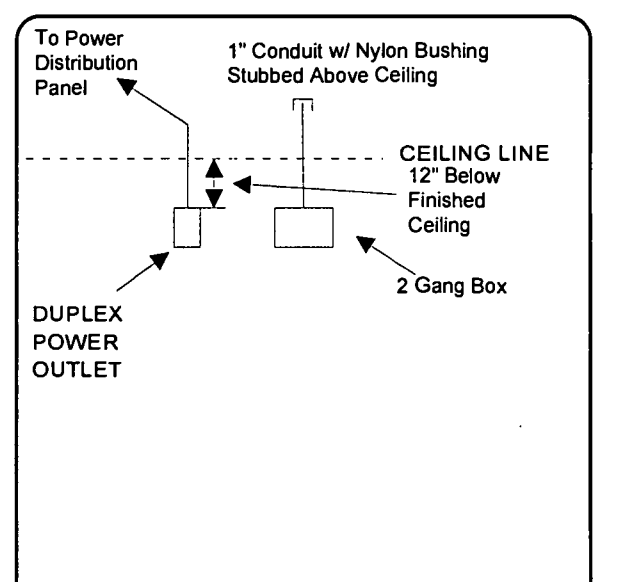 To Power
Distribution
Panel
1" Conduit w/ Nylon Bushing
Stubbed Above Ceiling
CEILING LINE
12" Below
Finished
Ceiling
2 Gang Box
DUPLEX
POWER
OUTLET